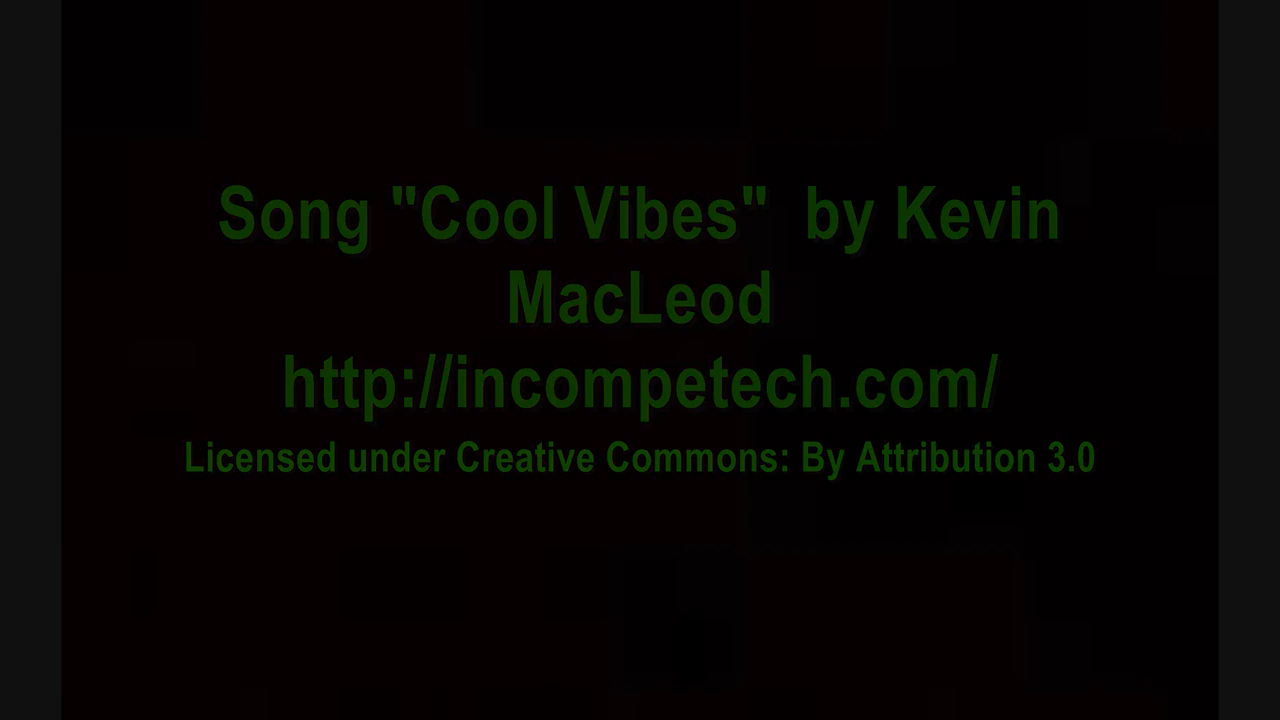 Song "Cool Vibes"  by Kevin
MacLeod
http://incompetech.com/
Licensed under Creative Commons: By Attribution 3.0